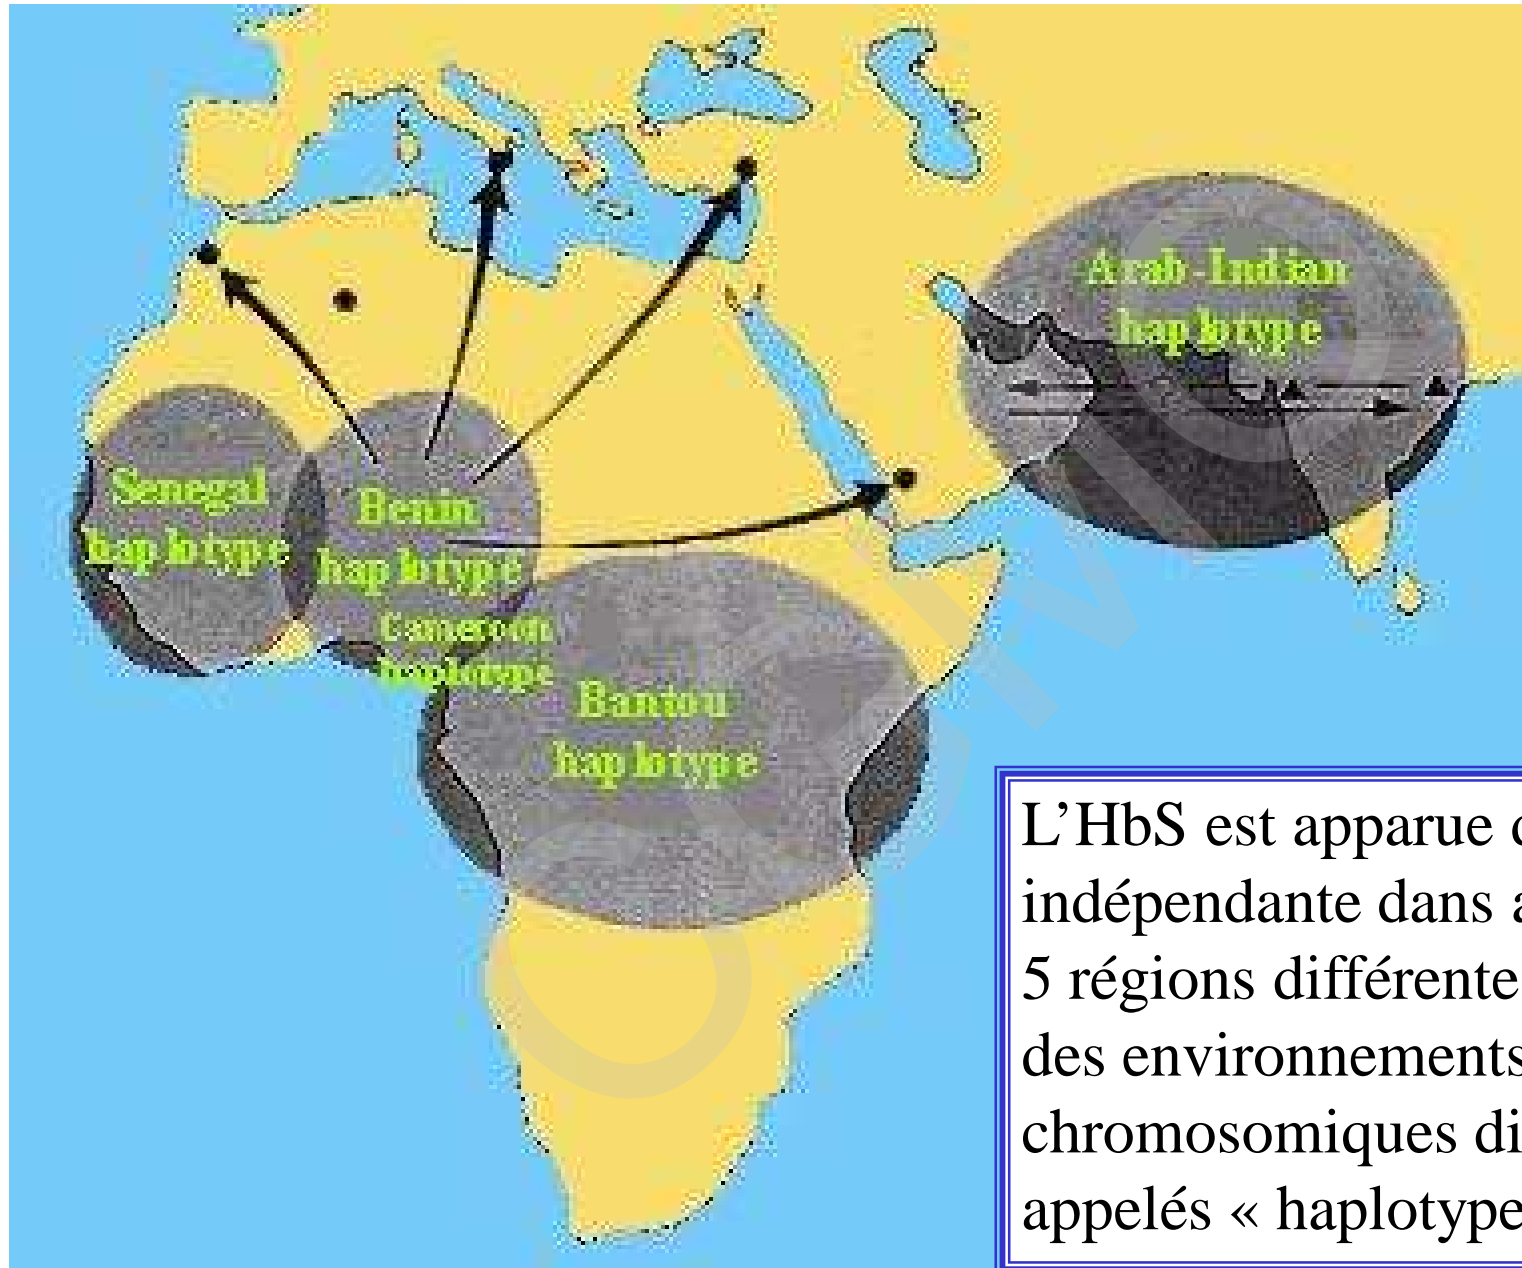 Arab-Indian
haplotype
Senegal
haplotype
Benin
haplotype
Cameroon
haplotype
Bantou
haplotype
?
L’HbS est apparue
indépendante dans
5 régions différente
des environnements
chromosomiques
appelés « haplotype